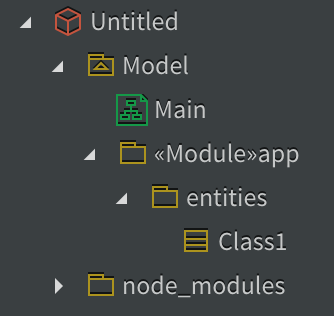 Untitled
Model
Main
«Module»app
entities
Class1
node_modules